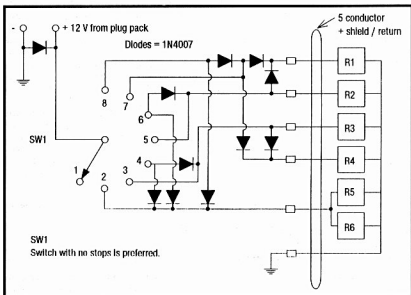 - + 12 V from plug pack
Diodes = 1N4007
5 conductor
+ shield / return
8
7
6
5
4
3
2
1
SW1
R1
R2
R3
R4
R5
R6
SW1
Switch with no stops is preferred.